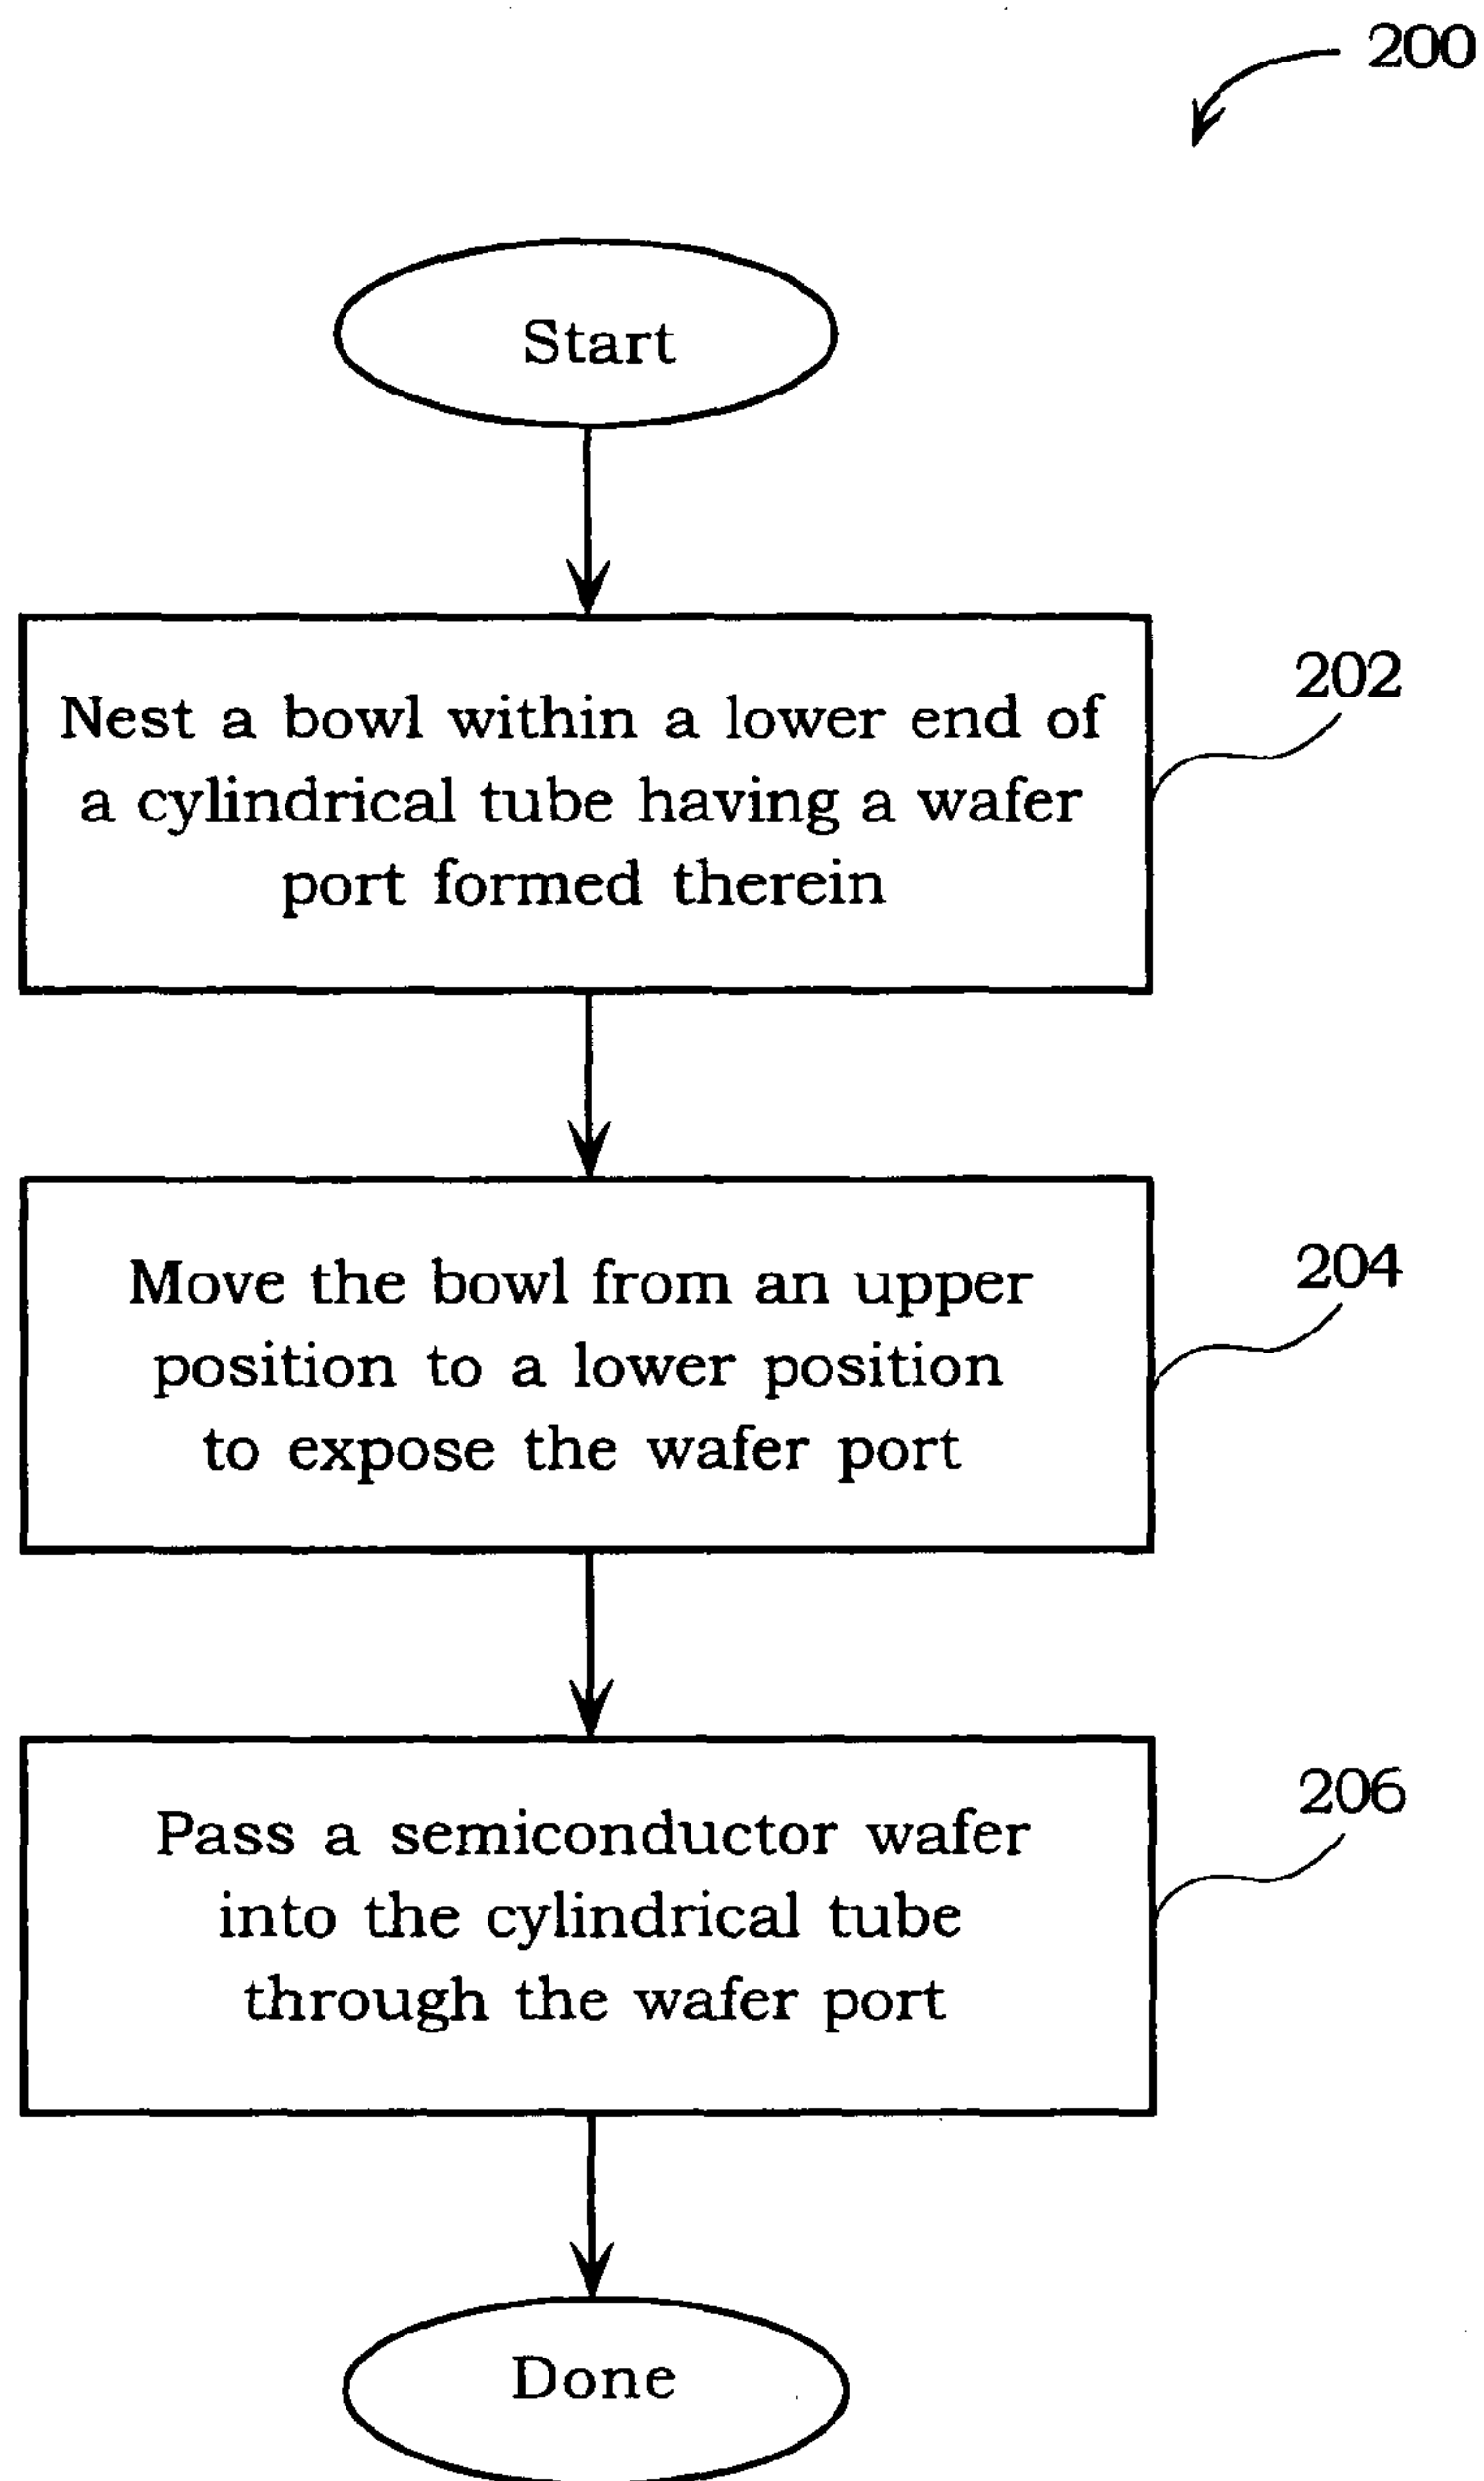 200
Start
Nest a bowl within a lower end of
a cylindrical tube having a wafer
port formed therein
202
Move the bowl from an upper
position to a lower position
to expose the wafer port
204
Pass a semiconductor wafer
into the cylindrical tube
through the wafer port
206
Done